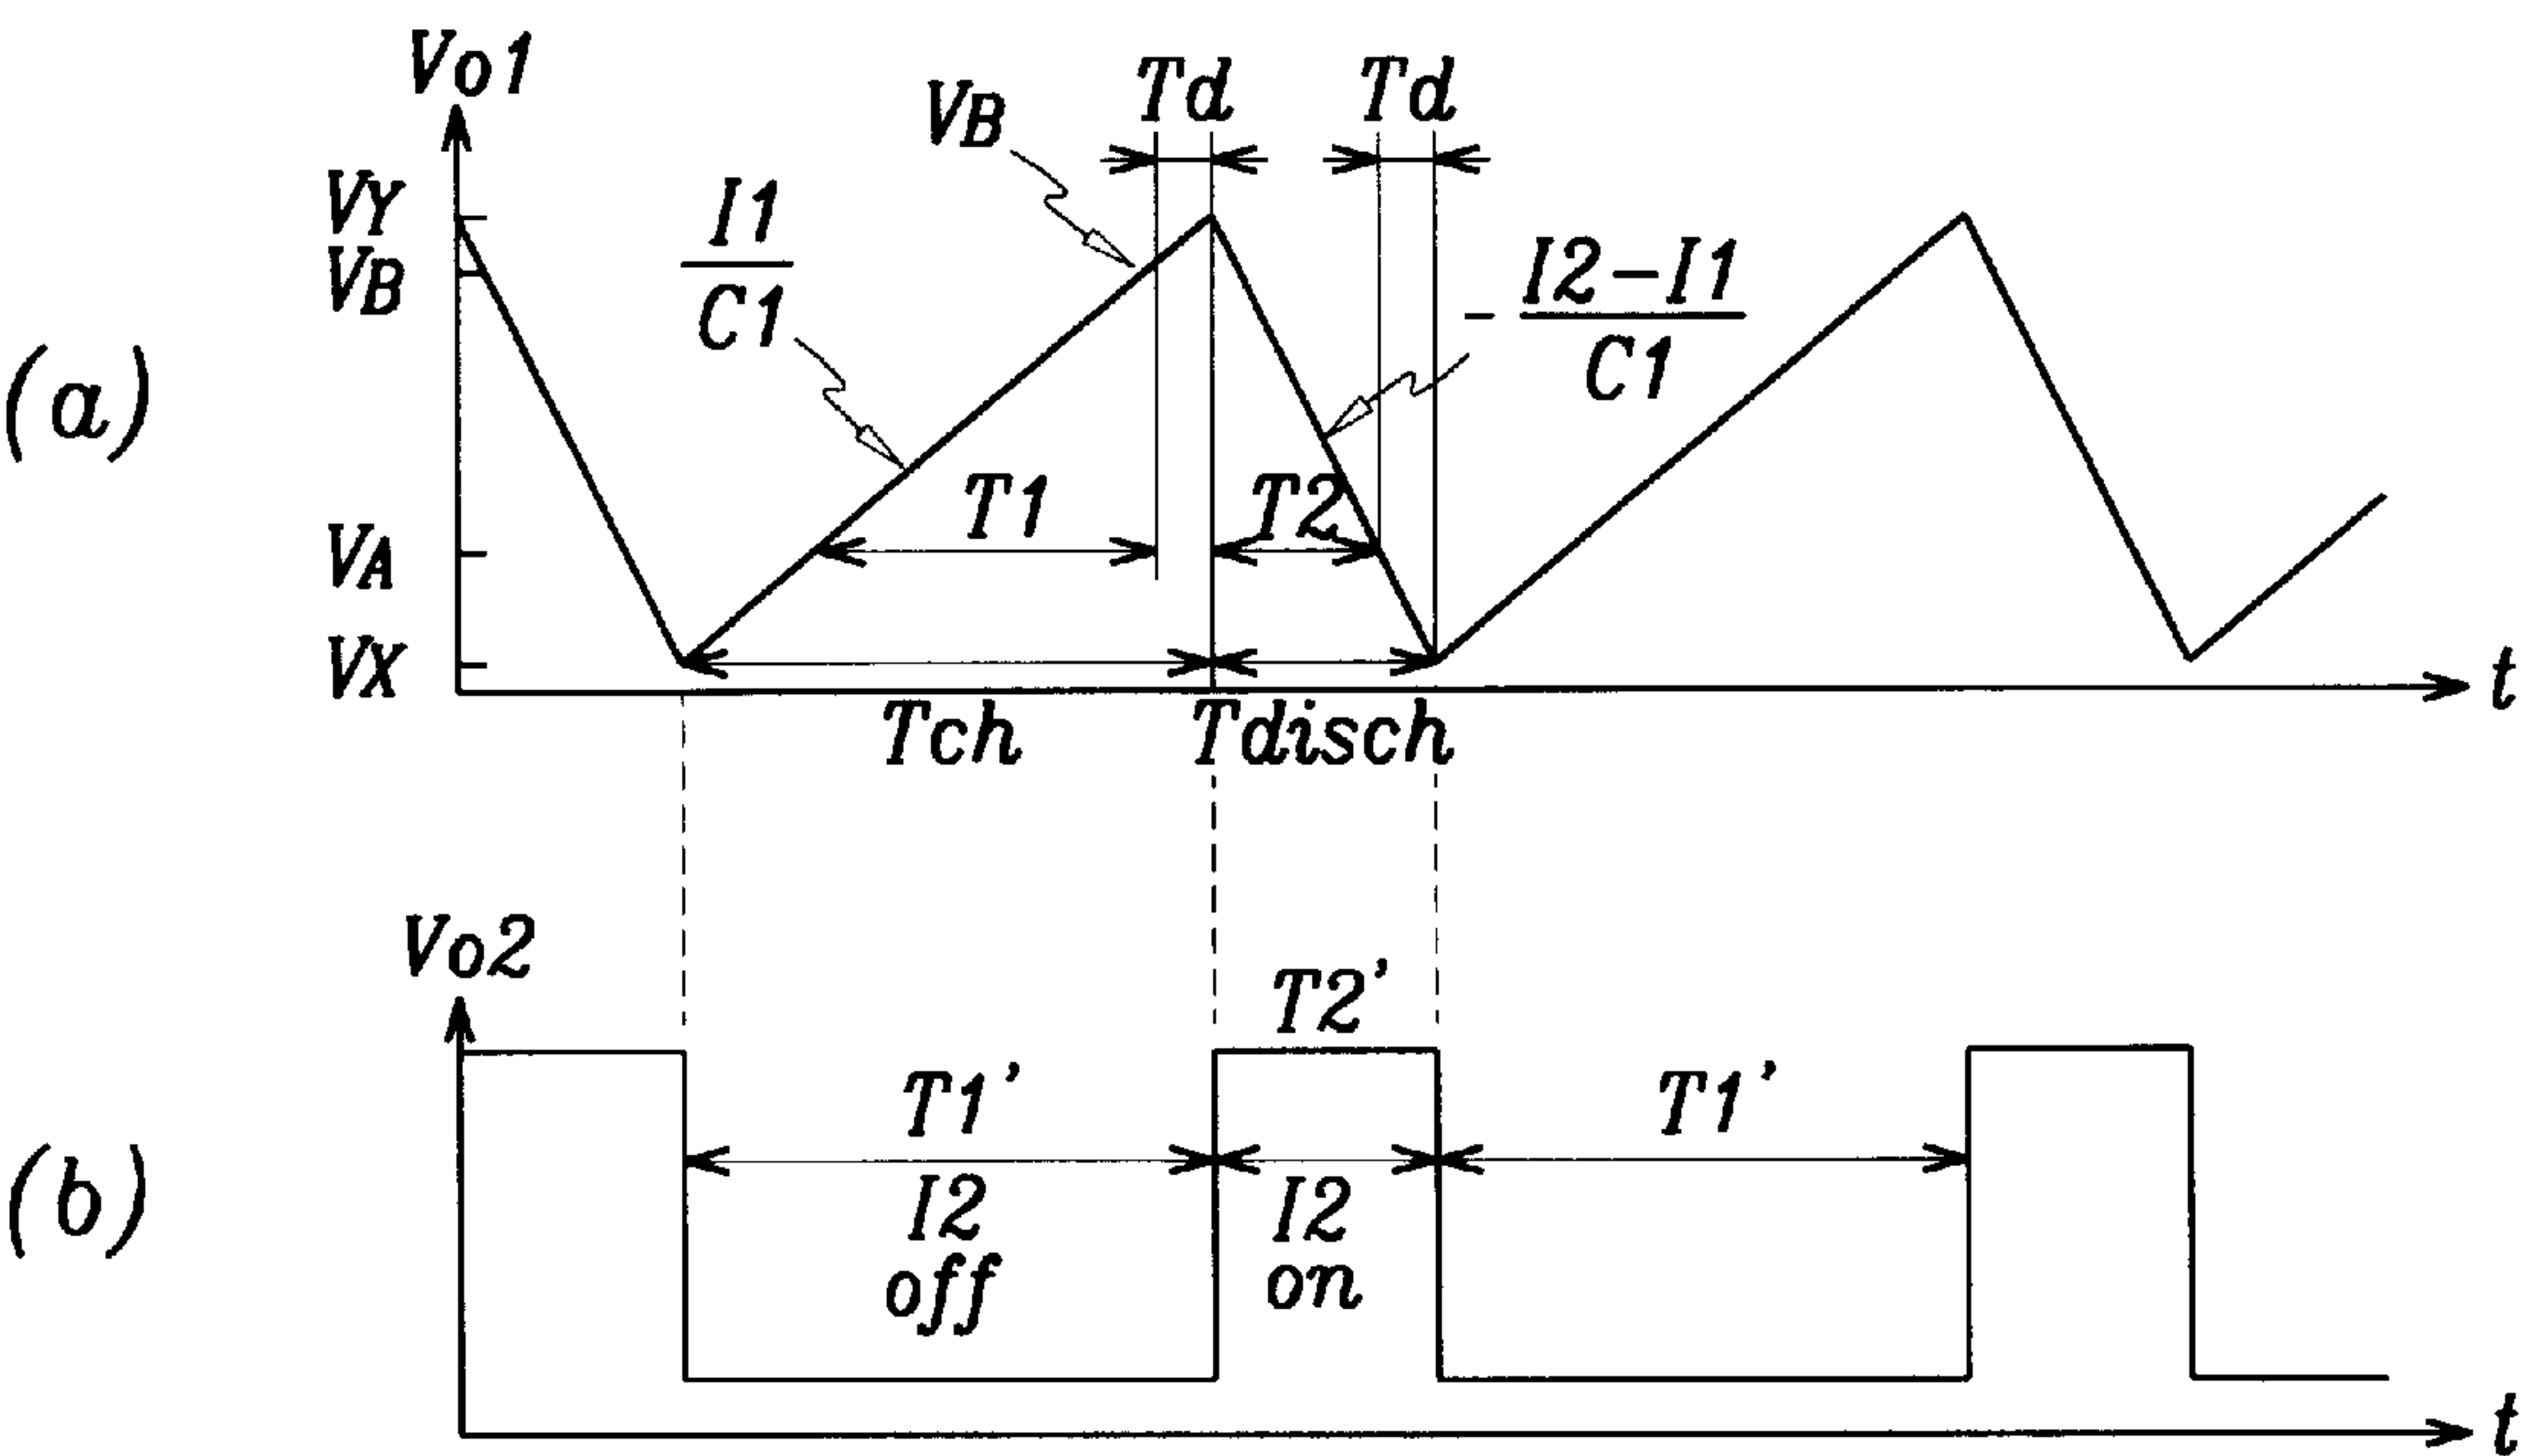 Vo1
Td Td
VB
VY
I1
C1
VB
- I2-I1
C1
(a)
T1 T2
VA
VX
t
Tch Tdisch
Vo2
T2'
T1' T1'
(b)
I2 I2
off on
t